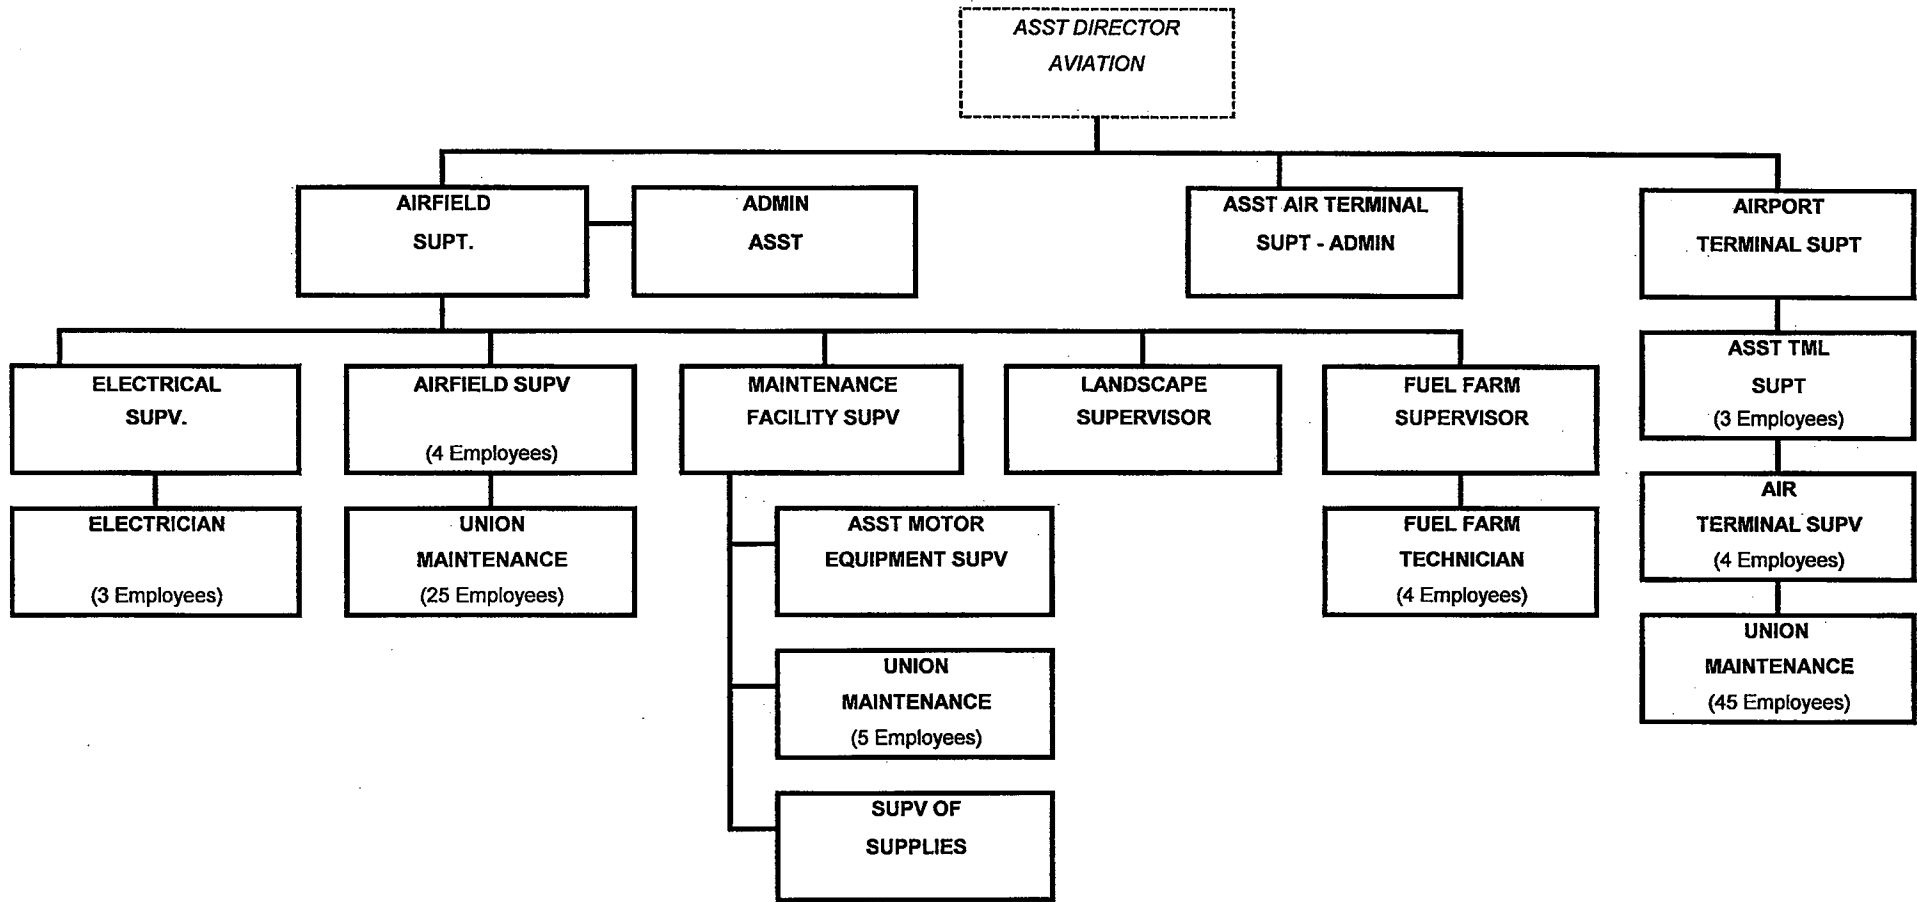 ASST DIRECTOR
AVIATION
AIRFIELD
SUPT.
ADMIN
ASST
ASST AIR TERMINAL
SUPT - ADMIN
AIRPORT
TERMINAL SUPT
ELECTRICAL
SUPV.
AIRFIELD SUPV
(4 Employees)
MAINTENANCE
FACILITY SUPV
LANDSCAPE
SUPERVISOR
FUEL FARM
SUPERVISOR
ASST TML
SUPT
(3 Employees)
ELECTRICIAN
(3 Employees)
UNION
MAINTENANCE
(25 Employees)
ASST MOTOR
EQUIPMENT SUPV
FUEL FARM
TECHNICIAN
(4 Employees)
AIR
TERMINAL SUPV
(4 Employees)
UNION
MAINTENANCE
(5 Employees)
UNION
MAINTENANCE
(45 Employees)
SUPV OF
SUPPLIES